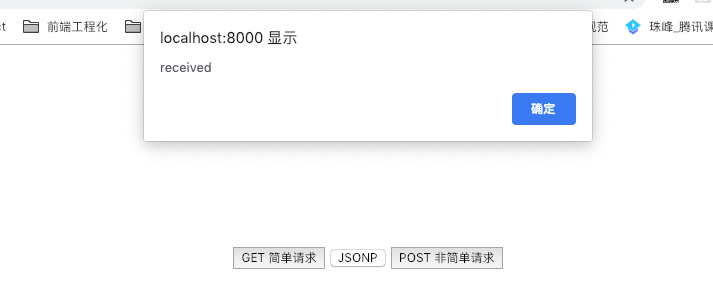 ct 前端工程化 规范 珠峰_腾讯课
localhost:8000 显示
received
确定
GET 简单请求 JSONP POST 非简单请求